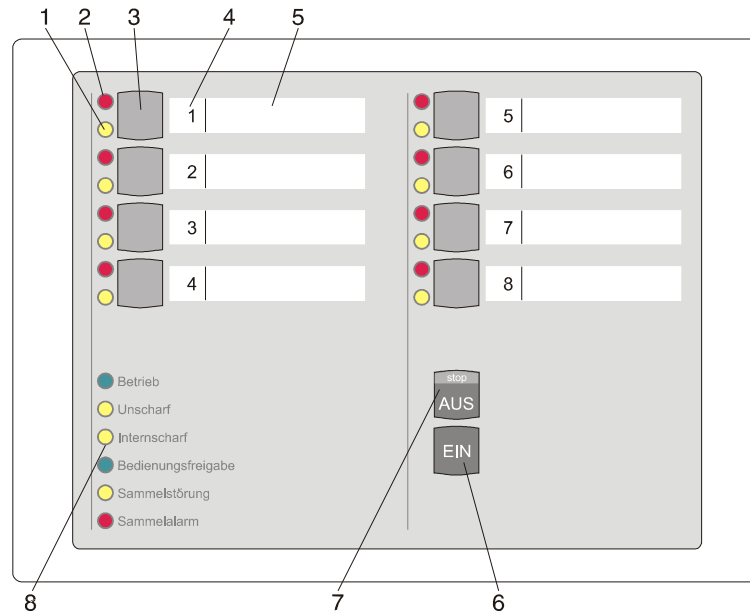 1 2 3 4 5
1 5
2 6
3 7
4 8
Betrieb
Unscharf
Internscharf
Bedienungsfreigabe
Sammelstörung
Sammelalarm
stop
AUS
EIN
8 7 6